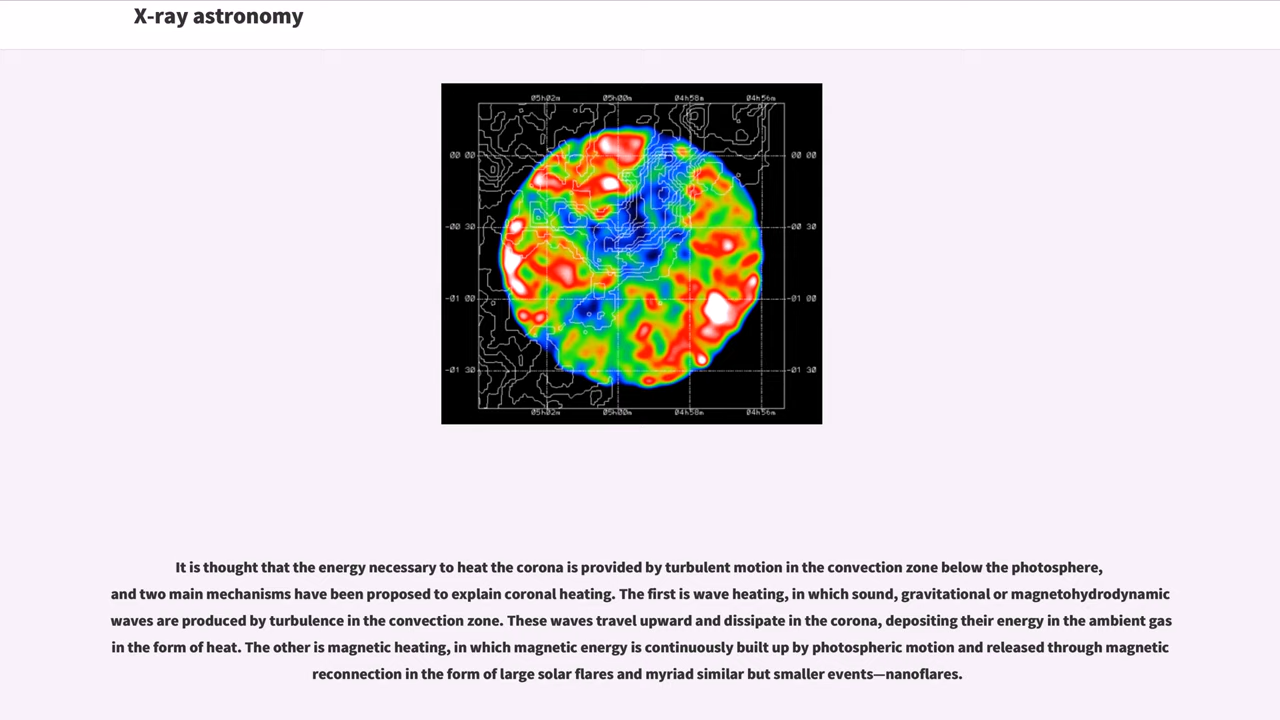 X-ray astronomy
05h02m 05h00m 04h58m 04h56m
00 00 00 00
-00 30 -00 30
-01 00 -01 00
-01 30 -01 30
05h02m 05h00m 04h58m 04h56m
It is thought that the energy necessary to heat the corona is provided by turbulent motion in the convection zone below the photosphere,
and two main mechanisms have been proposed to explain coronal heating. The first is wave heating, in which sound, gravitational or magnetohydrodynamic
waves are produced by turbulence in the convection zone. These waves travel upward and dissipate in the corona, depositing their energy in the ambient gas
in the form of heat. The other is magnetic heating, in which magnetic energy is continuously built up by photospheric motion and released through magnetic
reconnection in the form of large solar flares and myriad similar but smaller events—nanoflares.